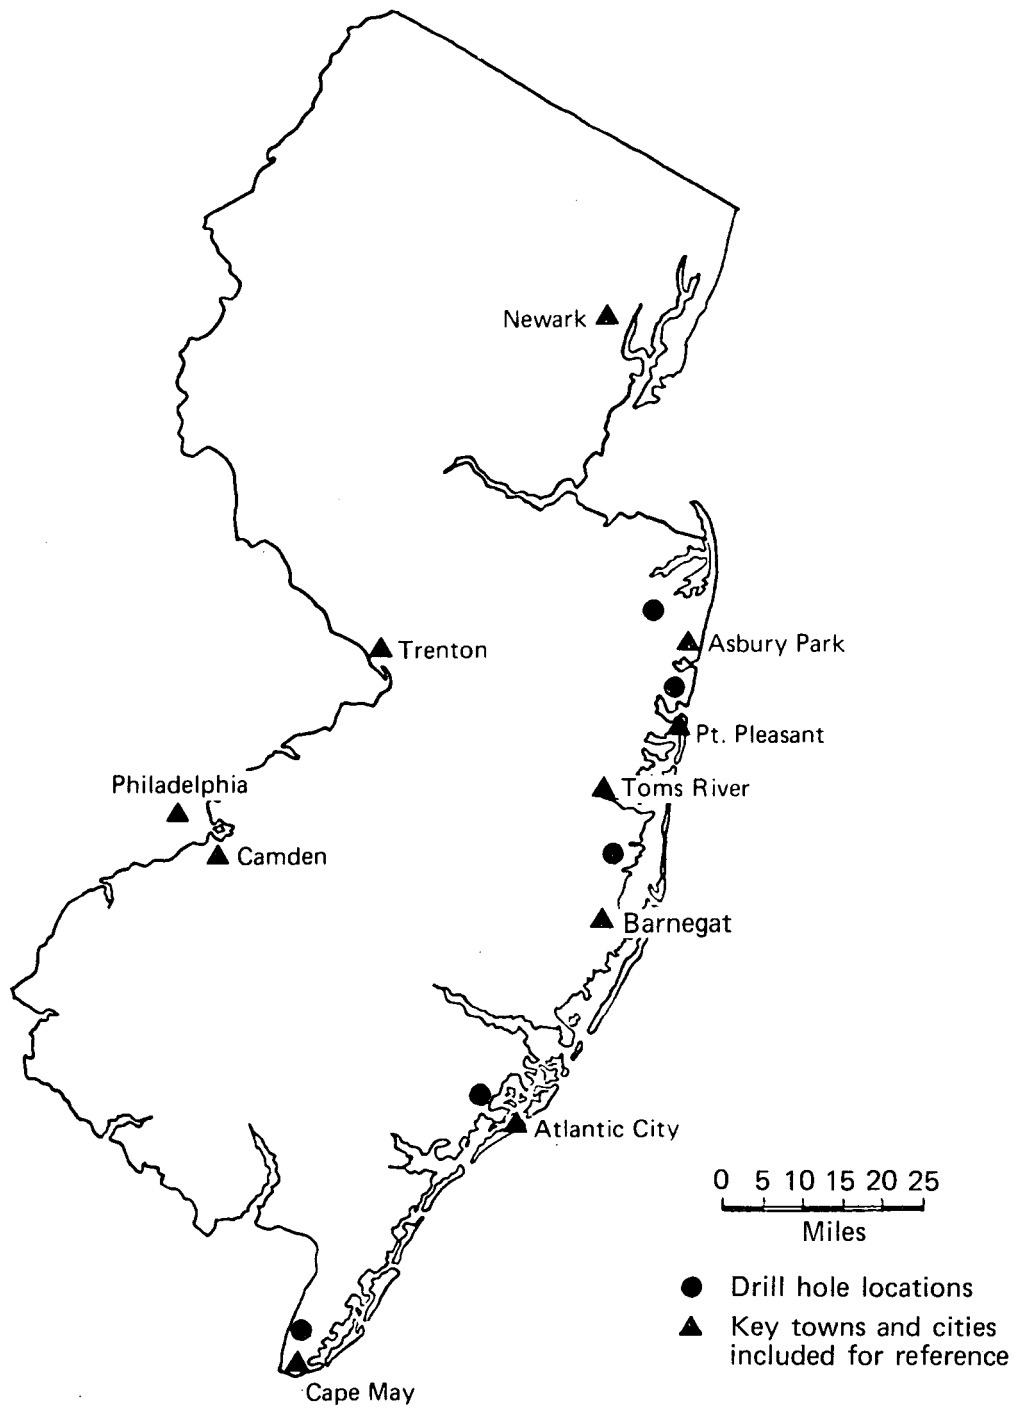 Newark
Asbury Park
Trenton
Pt. Pleasant
Philadelphia
Toms River
Camden
Barnegat
Atlantic City
0 5 10 15 20 25
Miles
Drill hole locations
Key towns and cities
included for reference
Cape May